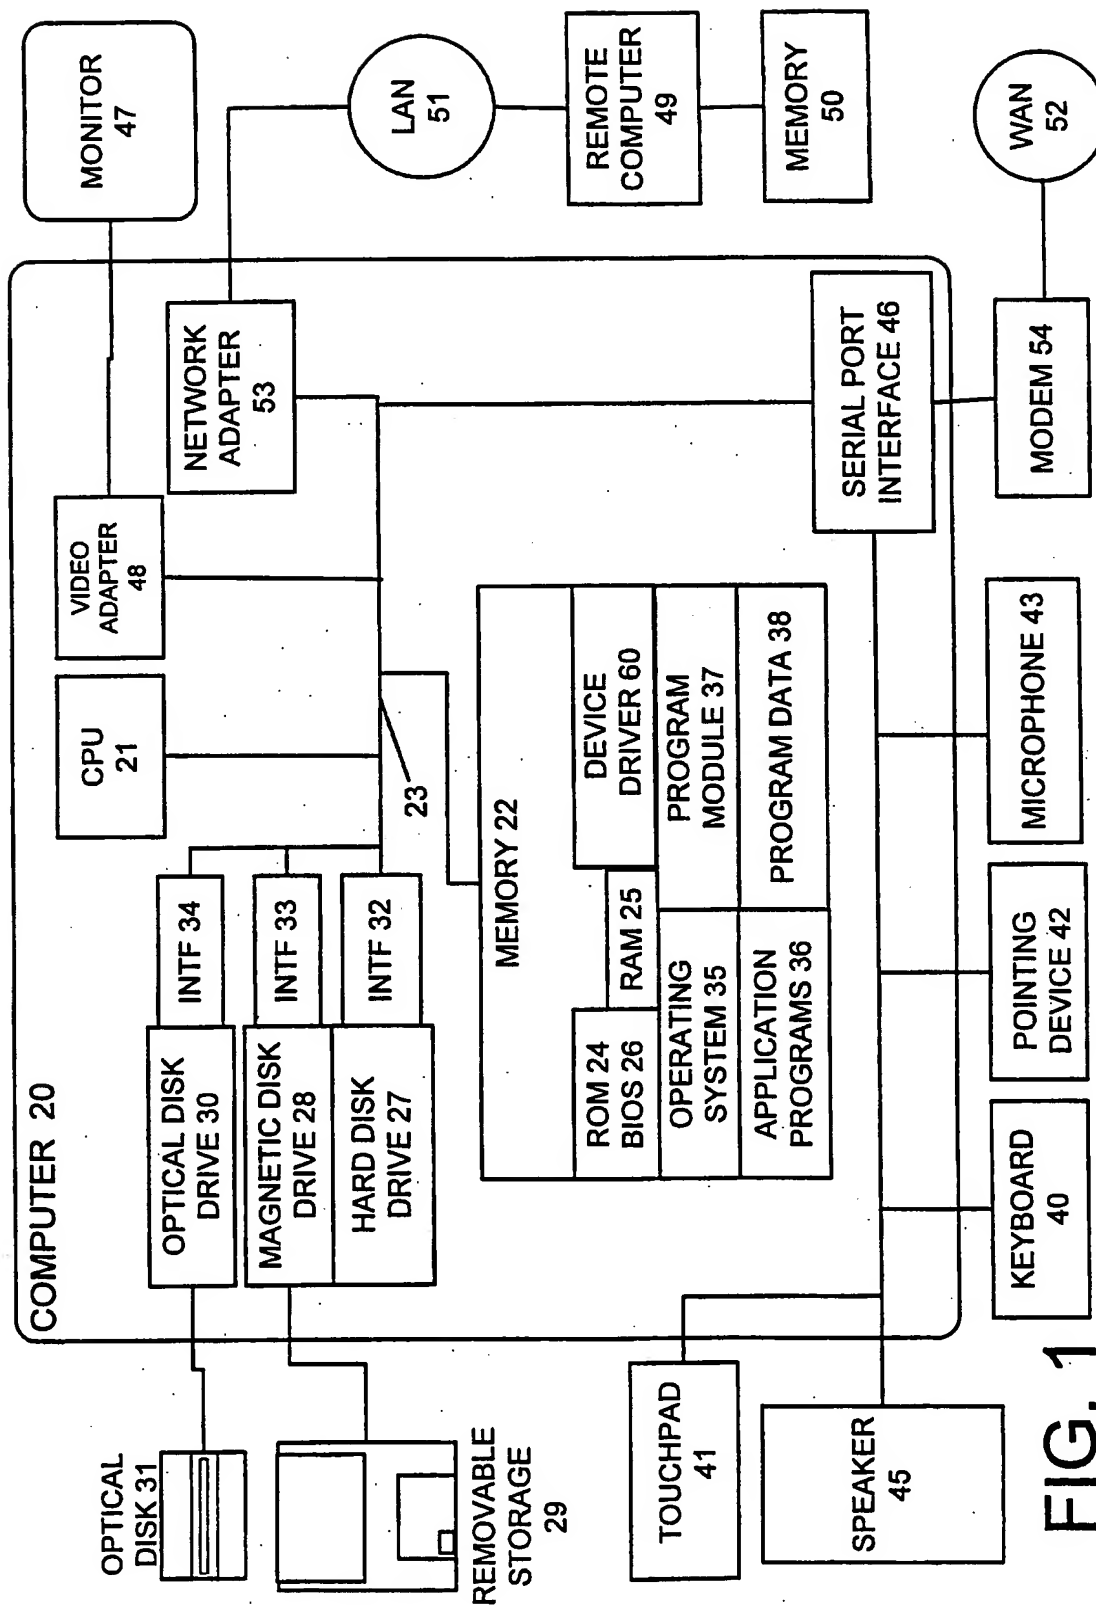 COMPUTER 20
OPTICAL
DISK 31
REMOVABLE
STORAGE
29
OPTICAL DISK
DRIVE 30
MAGNETIC DISK
DRIVE 28
HARD DISK
DRIVE 27
INTF 34
INTF 33
INTF 32
CPU
21
VIDEO
ADAPTER
48
NETWORK
ADAPTER
53
MONITOR
47
LAN
51
REMOTE
COMPUTER
49
MEMORY
50
WAN
52
23
MEMORY 22
ROM 24
BIOS 26
RAM 25
DEVICE
DRIVER 60
OPERATING
SYSTEM 35
PROGRAM
MODULE 37
APPLICATION
PROGRAMS 36
PROGRAM DATA 38
SERIAL PORT
INTERFACE 46
MODEM 54
TOUCHPAD
41
SPEAKER
45
KEYBOARD
40
POINTING
DEVICE 42
MICROPHONE 43
FIG. 1